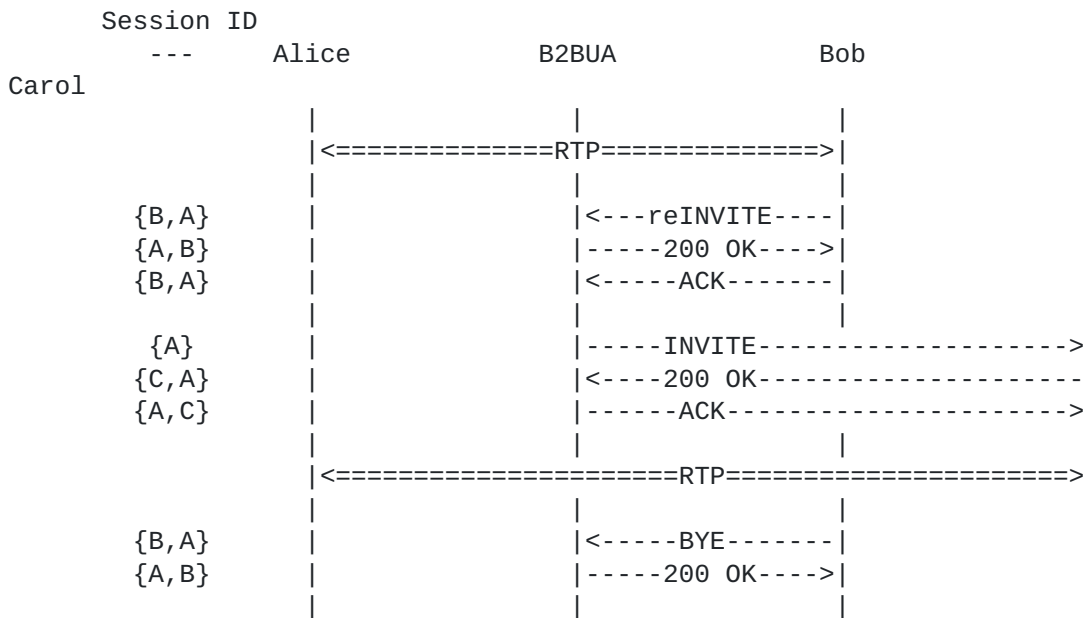 Session ID
---     Alice            B2BUA             Bob
Carol
|                |                |
|<==============RTP==============>|
|                |                |
{B,A}      |                |<---reINVITE----|
{A,B}      |                |-----200 OK---->|
{B,A}      |                |<-----ACK-------|
|                |                |
{A}       |                |-----INVITE-------------------->
{C,A}      |                |<----200 OK---------------------
{A,C}      |                |------ACK---------------------->
|                |                |
|<======================RTP======================>
|                |                |
{B,A}      |                |<-----BYE-------|
{A,B}      |                |-----200 OK---->|
|                |                |